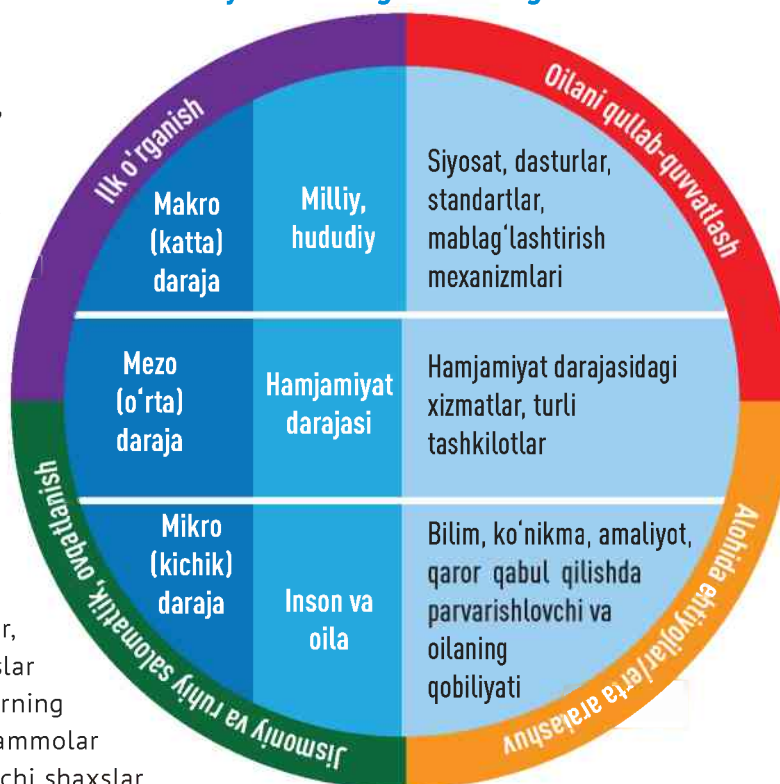 Ilk o'rganish
Oilani qullab-quvvatlash
Makro
(katta)
daraja
Milliy,
hududiy
Siyosat, dasturlar,
standartlar,
mablag‘lashtirish
mexanizmlari
Mezo
(o‘rta)
daraja
Hamjamiyat
darajasi
Hamjamiyat darajasidagi
xizmatlar, turli
tashkilotlar
Mikro
(kichik)
daraja
Inson va
oila
Bilim, ko‘nikma, amaliyot,
qaror qabul qilishda
parvarishlovchi va
oilaning
qobiliyati
Jismoniy va ruhiy salomatlik, ovqatlanish
Alohida ehtiyojlar/erta aralashuv
chi shaxslar